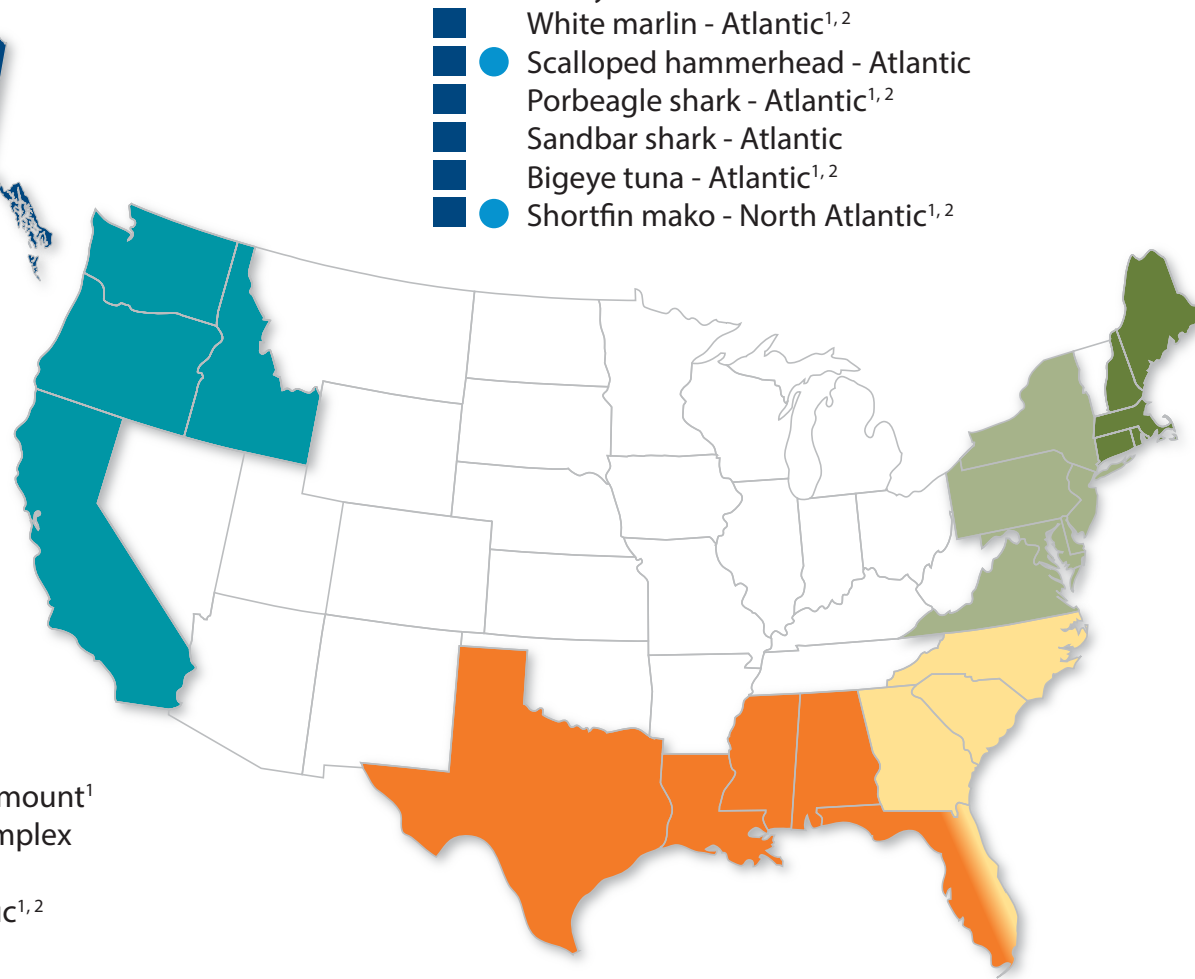 White marlin - Atlantic1, 2
Scalloped hammerhead - Atlantic
Porbeagle shark - Atlantic1, 2
Sandbar shark - Atlantic
Bigeye tuna - Atlantic1, 2
Shortfin mako - North Atlantic1, 2
mount1
mplex
c1, 2